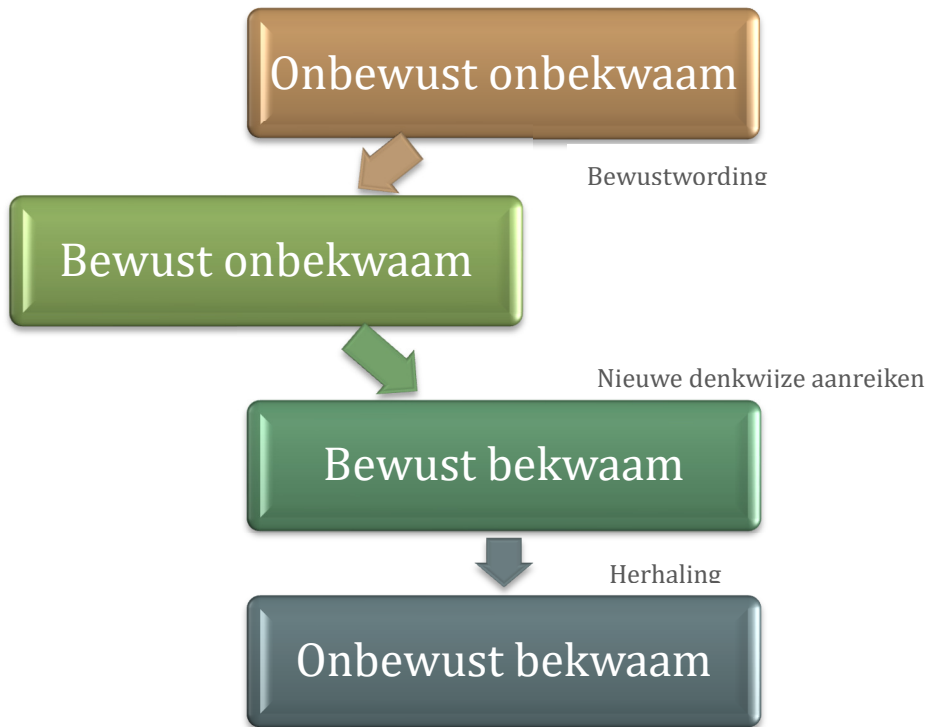 Onbewust onbekwaam
Bewustwording
Bewust onbekwaam
Nieuwe denkwijze aanreiken
Bewust bekwaam
Herhaling
Onbewust bekwaam